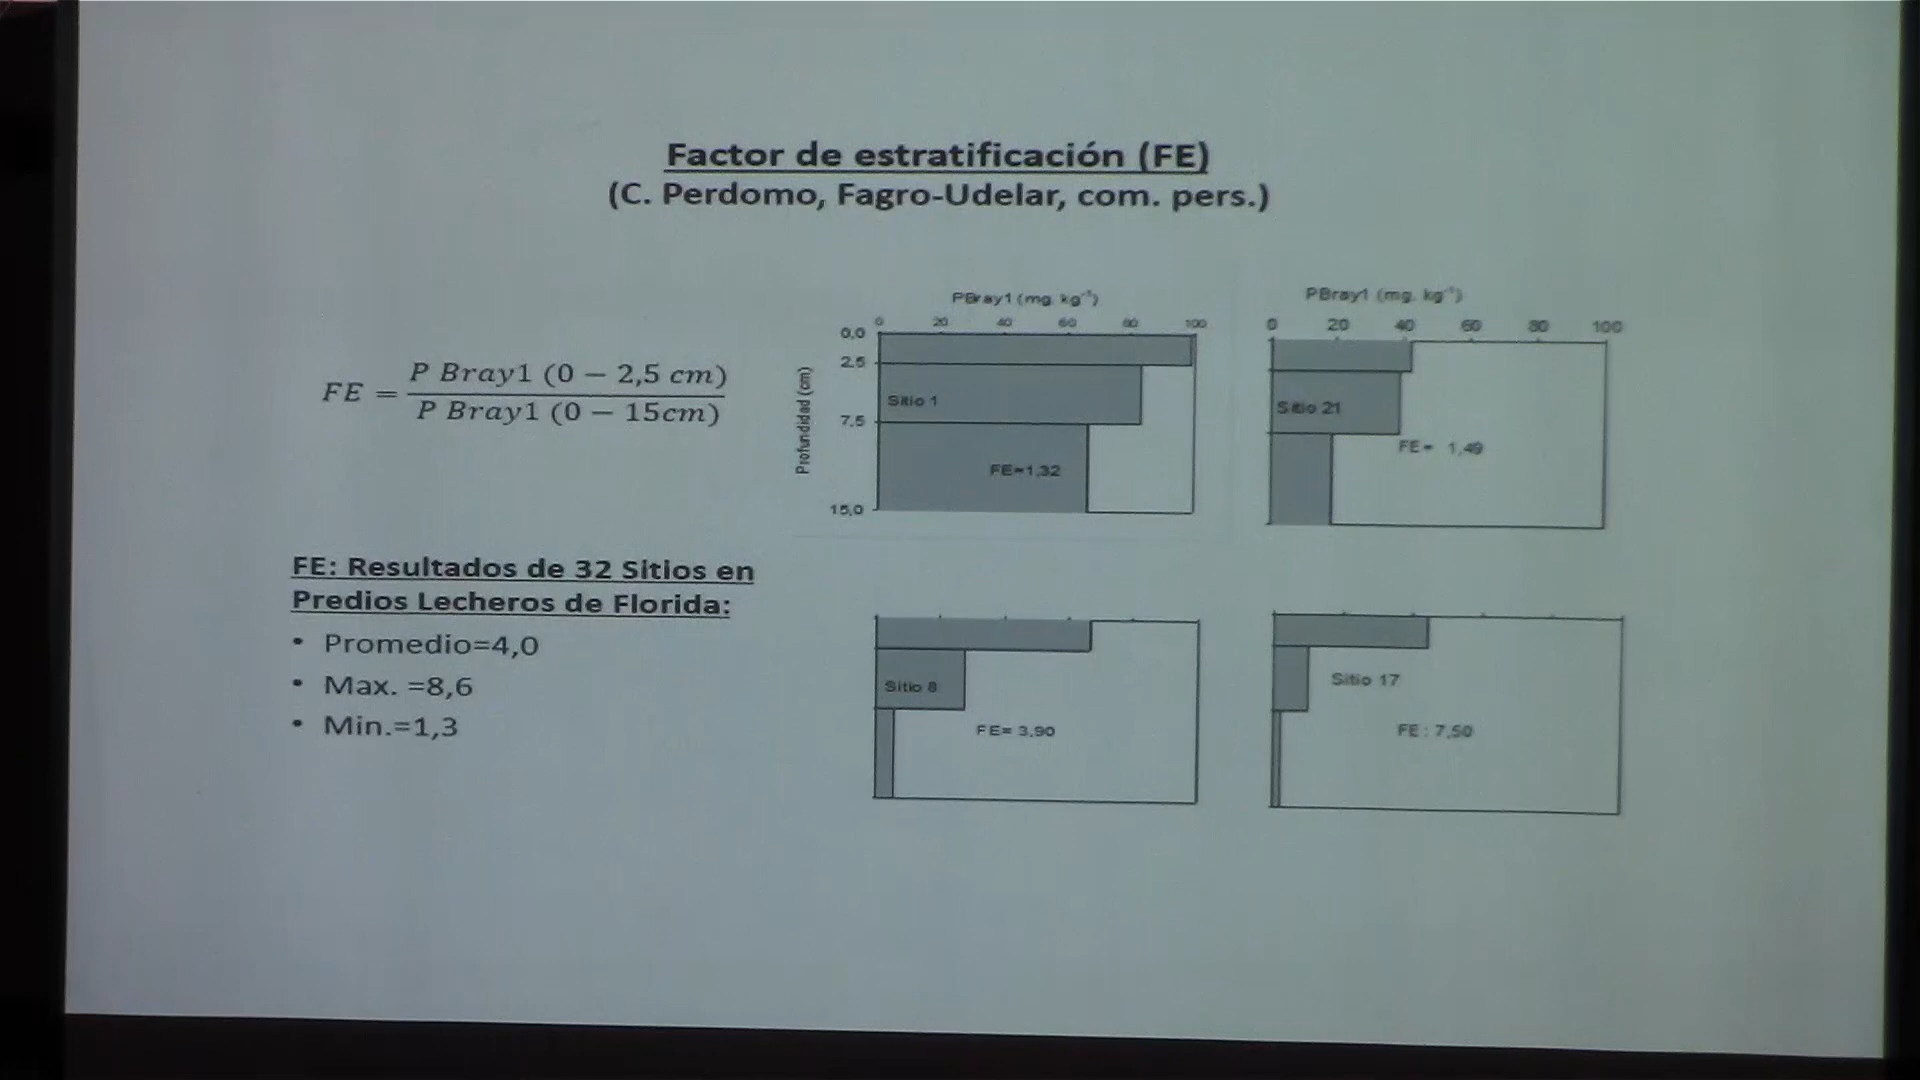 Factor de estratificación (FE)
(C. Perdomo, Fagro-Udelar, com. pers.)
FE = P Bray1 (0 – 2,5 cm)
P Bray1 (0 – 15cm)
FE: Resultados de 32 Sitios en
Predios Lecheros de Florida:
• Promedio=4,0
• Max. =8,6
• Min.=1,3
PBray1 (mg. kg⁻¹)
0 20 40 60 80 100
Profundidad (cm)
0,0
2,5
7,5
15,0
Sitio 1
FE=1,32
PBray1 (mg. kg⁻¹)
0 20 40 60 80 100
Sitio 21
FE= 1,49
Sitio 8
FE= 3,90
Sitio 17
FE : 7,50